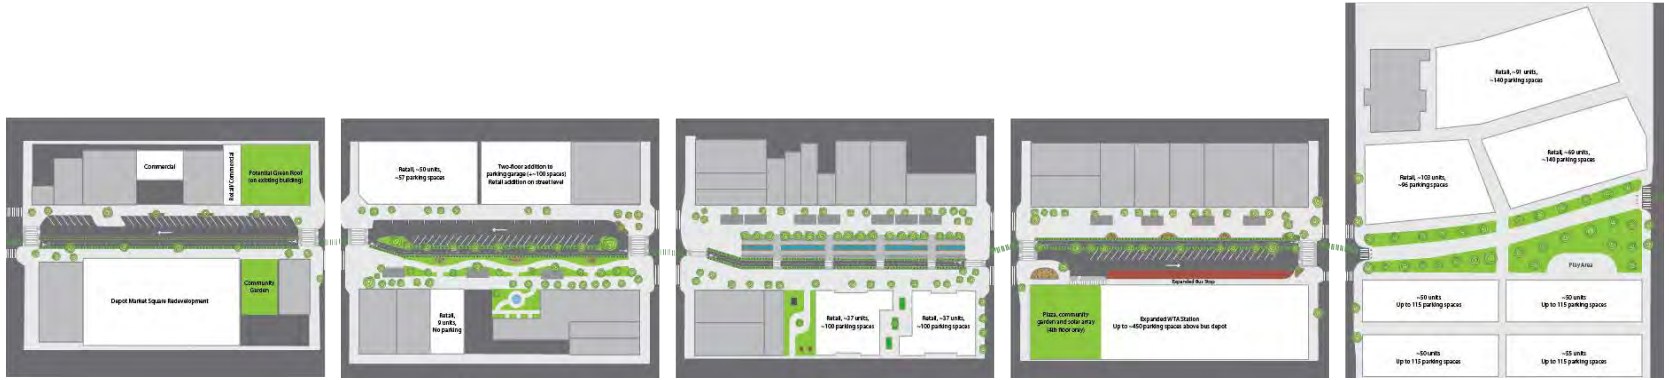 Commercial
Retail/Commercial
Potential Green Roof
(on existing building)
Depot Market Square Redevelopment
Community
Garden
Retail, ~50 units,
~57 parking spaces
Two-floor addition to
parking garage (+~100 spaces)
Retail addition on street level
Retail,
9 units,
No parking
Retail, ~37 units,
~100 parking spaces
Retail, ~37 units,
~100 parking spaces
Expanded Bus Stop
Plaza, community
garden and solar array
(4th floor only)
Expanded WTA Station
Up to ~450 parking spaces above bus depot
Retail, ~91 units,
~140 parking spaces
Retail, ~69 units,
~140 parking spaces
Retail, ~103 units,
~96 parking spaces
Play Area
~50 units
Up to 115 parking spaces
~50 units
Up to 115 parking spaces
~50 units
Up to 115 parking spaces
~55 units
Up to 115 parking spaces